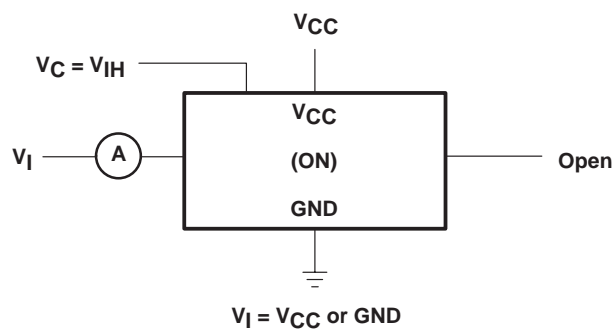 VCC
VC = VIH
VCC
VI
A
(ON)
Open
GND
VI = VCC or GND